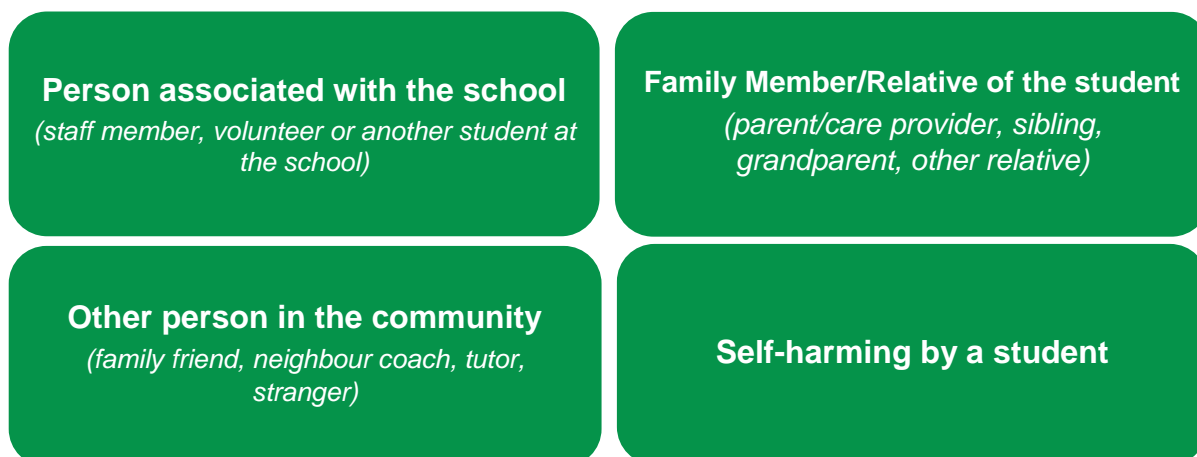 Person associated with the school
(staff member, volunteer or another student at
the school)
Family Member/Relative of the student
(parent/care provider, sibling,
grandparent, other relative)
Other person in the community
(family friend, neighbour coach, tutor,
stranger)
Self-harming by a student